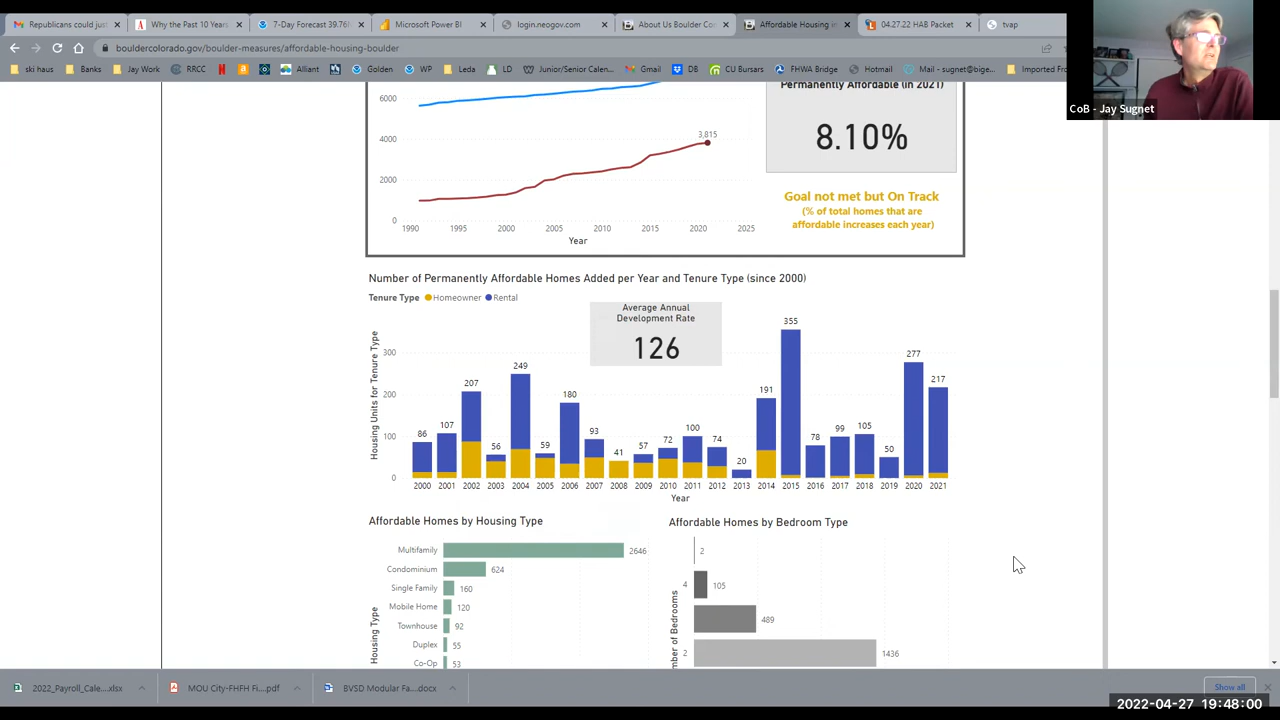 Republicans could just
Why the Past 10 Years
7-Day Forecast 39.76/
Microsoft Power BI
login.neogov.com
About Us Boulder Co
Affordable Housing in
04.27.22 HAB Packet
tvap
bouldercolorado.gov/boulder-measures/affordable-housing-boulder
ski haus
Banks
Jay Work
RRCC
Alliant
Golden
WP
Leda
LD
Junior/Senior Calen...
Gmail
DB
CU Bursars
FHWA Bridge
Hotmail
Mail - sugnet@bige...
Imported Fro
CoB - Jay Sugnet
Permanently Affordable (in 2021)
8.10%
Goal not met but On Track
(% of total homes that are
affordable increases each year)
6000
4000
2000
0
3,815
1990 1995 2000 2005 2010 2015 2020 2025
Year
Number of Permanently Affordable Homes Added per Year and Tenure Type (since 2000)
Tenure Type Homeowner Rental
Average Annual
Development Rate
126
Housing Units for Tenure Type
300
200
100
0
86 107 207 56 249 59 180 93 41 57 72 100 74 20 191 355 78 99 105 50 277 217
2000 2001 2002 2003 2004 2005 2006 2007 2008 2009 2010 2011 2012 2013 2014 2015 2016 2017 2018 2019 2020 2021
Year
Affordable Homes by Housing Type
Housing Type
Multifamily 2646
Condominium 624
Single Family 160
Mobile Home 120
Townhouse 92
Duplex 55
Co-Op 53
Affordable Homes by Bedroom Type
mber of Bedrooms
2
4 105
489
2 1436
2022_Payroll_Cale....xlsx
MOU City-FHFH Fi....pdf
BVSD Modular Fa....docx
Show all
2022-04-27 19:48:00